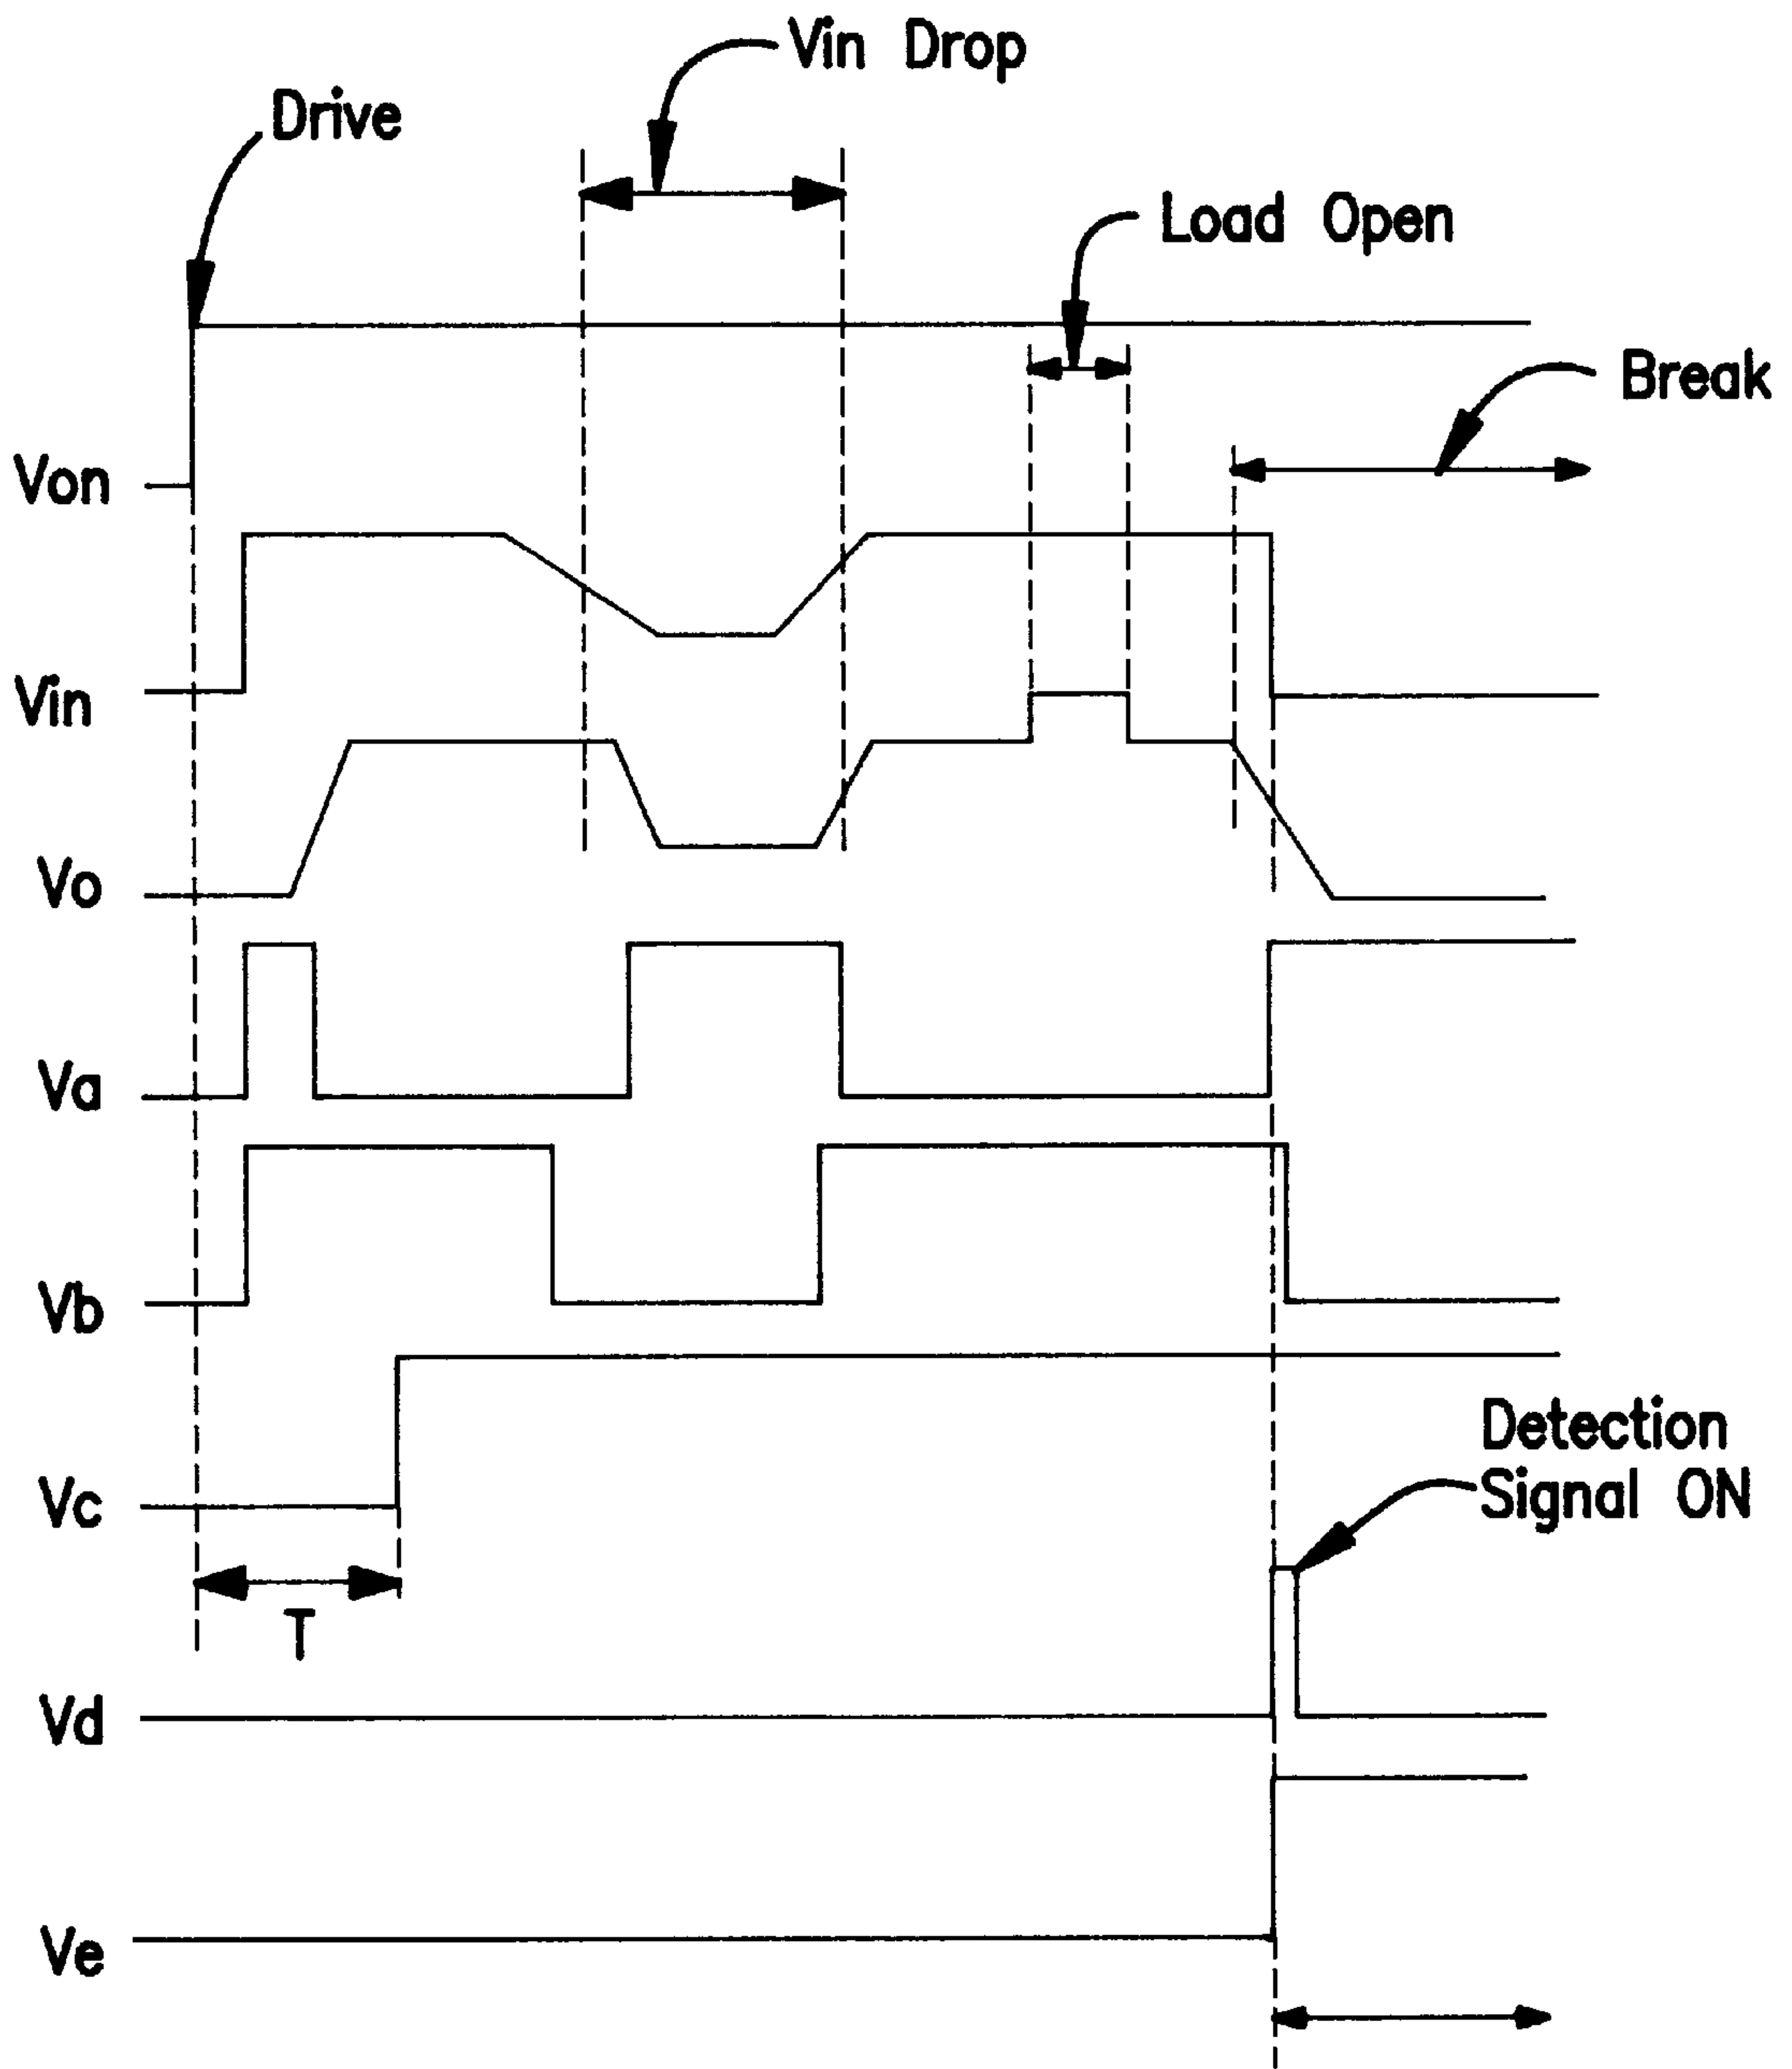 Vin Drop
Drive
Load Open
Break
Von
Vin
Vo
Va
Vb
Vc
Detection
Signal ON
T
Vd
Ve